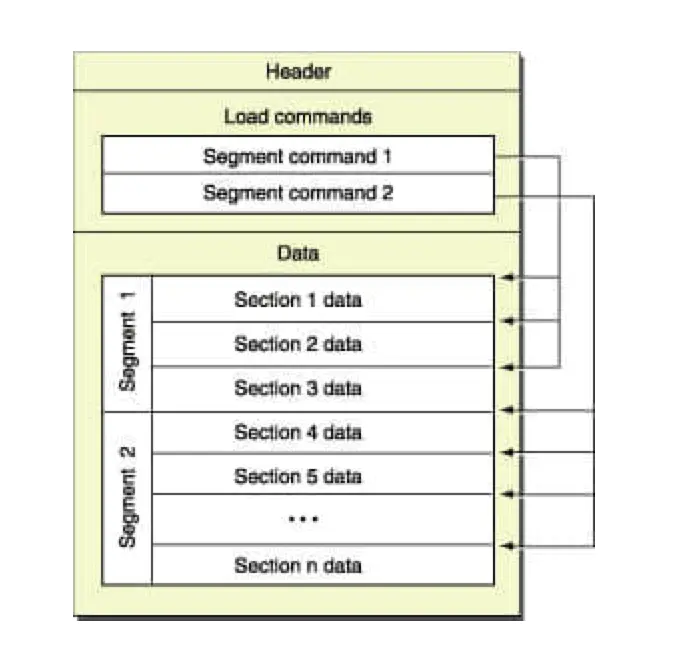 Header
Load commands
Segment command 1
Segment command 2
Data
Segment 1
Section 1 data
Section 2 data
Section 3 data
Segment 2
Section 4 data
Section 5 data
...
Section n data